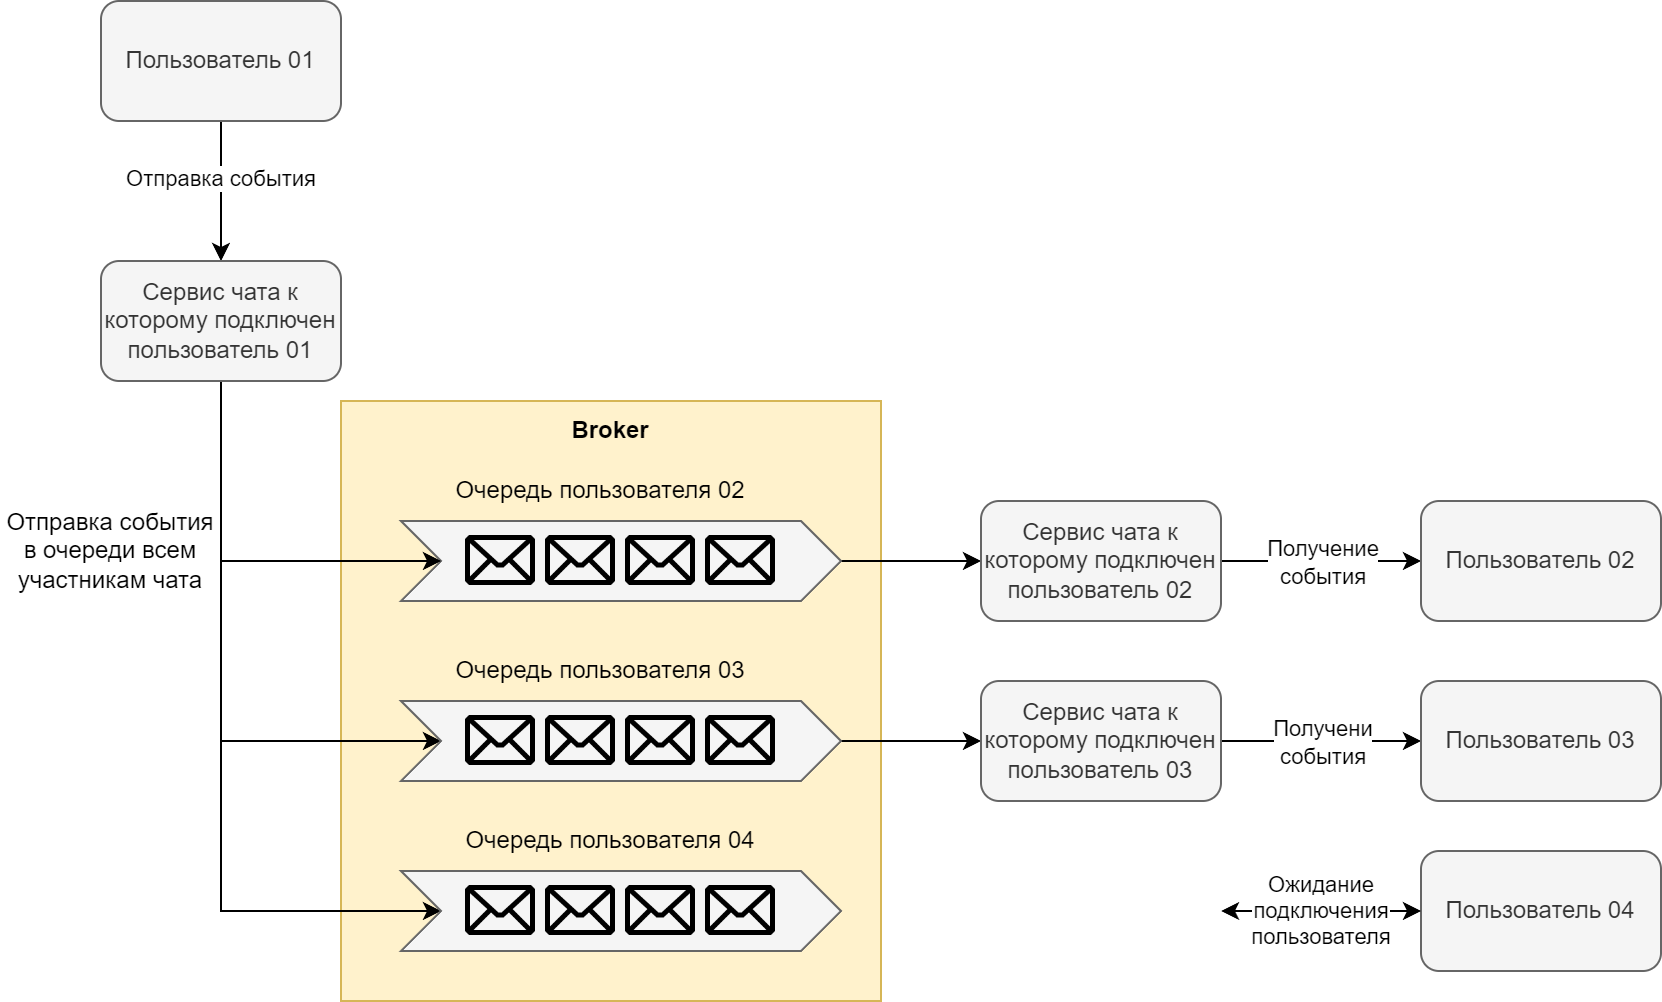 Пользователь 01
Отправка события
Сервис чата к
которому подключен
пользователь 01
Broker
Отправка события
в очереди всем
участникам чата
Очередь пользователя 02
Сервис чата к
которому подключен
пользователь 02
Получение
события
Пользователь 02
Очередь пользователя 03
Сервис чата к
которому подключен
пользователь 03
Получени
события
Пользователь 03
Очередь пользователя 04
Ожидание
подключения
пользователя
Пользователь 04